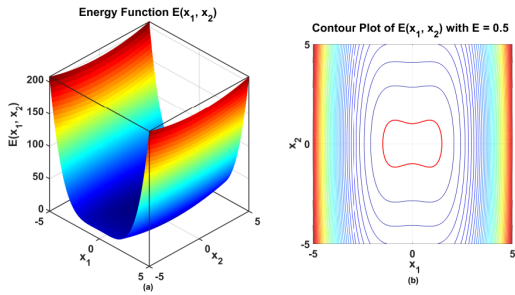 Energy Function E(x₁, x₂)
E(x₁, x₂)
200
150
100
50
0
-5
0
5
x₁
-5
0
5
x₂
(a)
Contour Plot of E(x₁, x₂) with E = 0.5
x₂
5
0
-5
-5
0
5
x₁
(b)